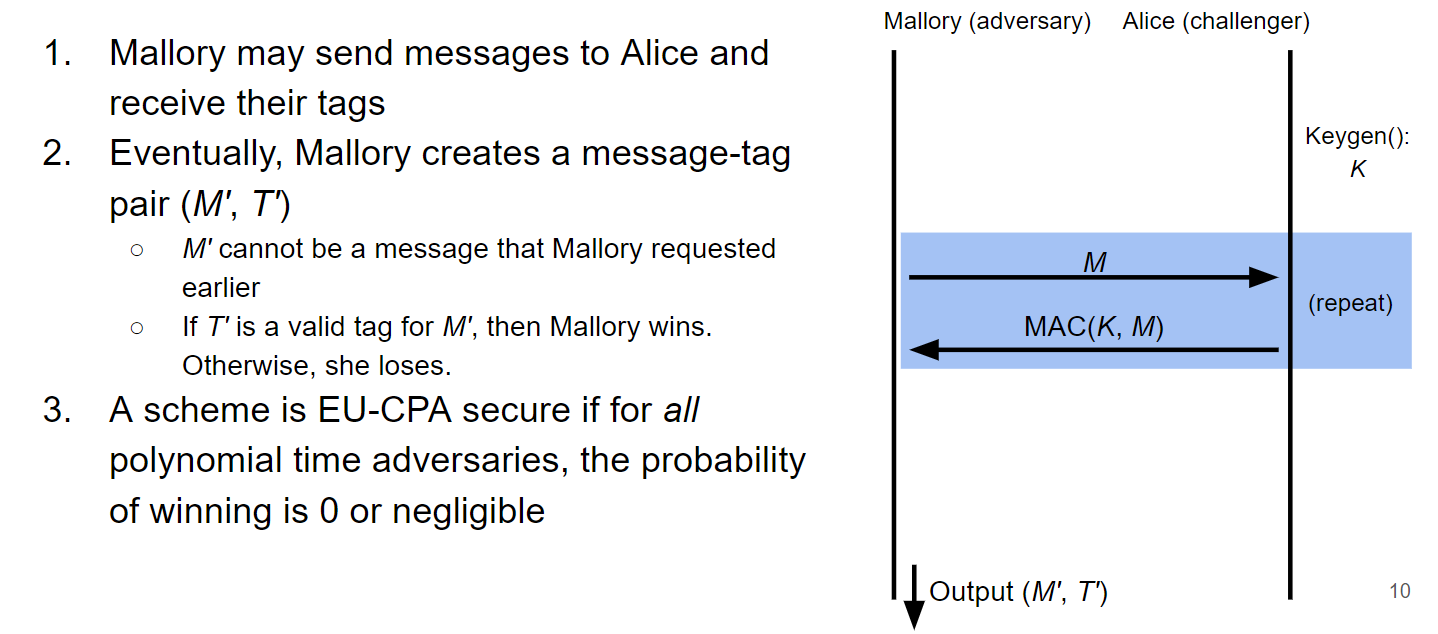 1. Mallory may send messages to Alice and
receive their tags
2. Eventually, Mallory creates a message-tag
pair (M′, T′)
○ M′ cannot be a message that Mallory requested
earlier
○ If T′ is a valid tag for M′, then Mallory wins.
Otherwise, she loses.
3. A scheme is EU-CPA secure if for all
polynomial time adversaries, the probability
of winning is 0 or negligible
Mallory (adversary)
Alice (challenger)
Keygen():
K
M
(repeat)
MAC(K, M)
Output (M′, T′)
10